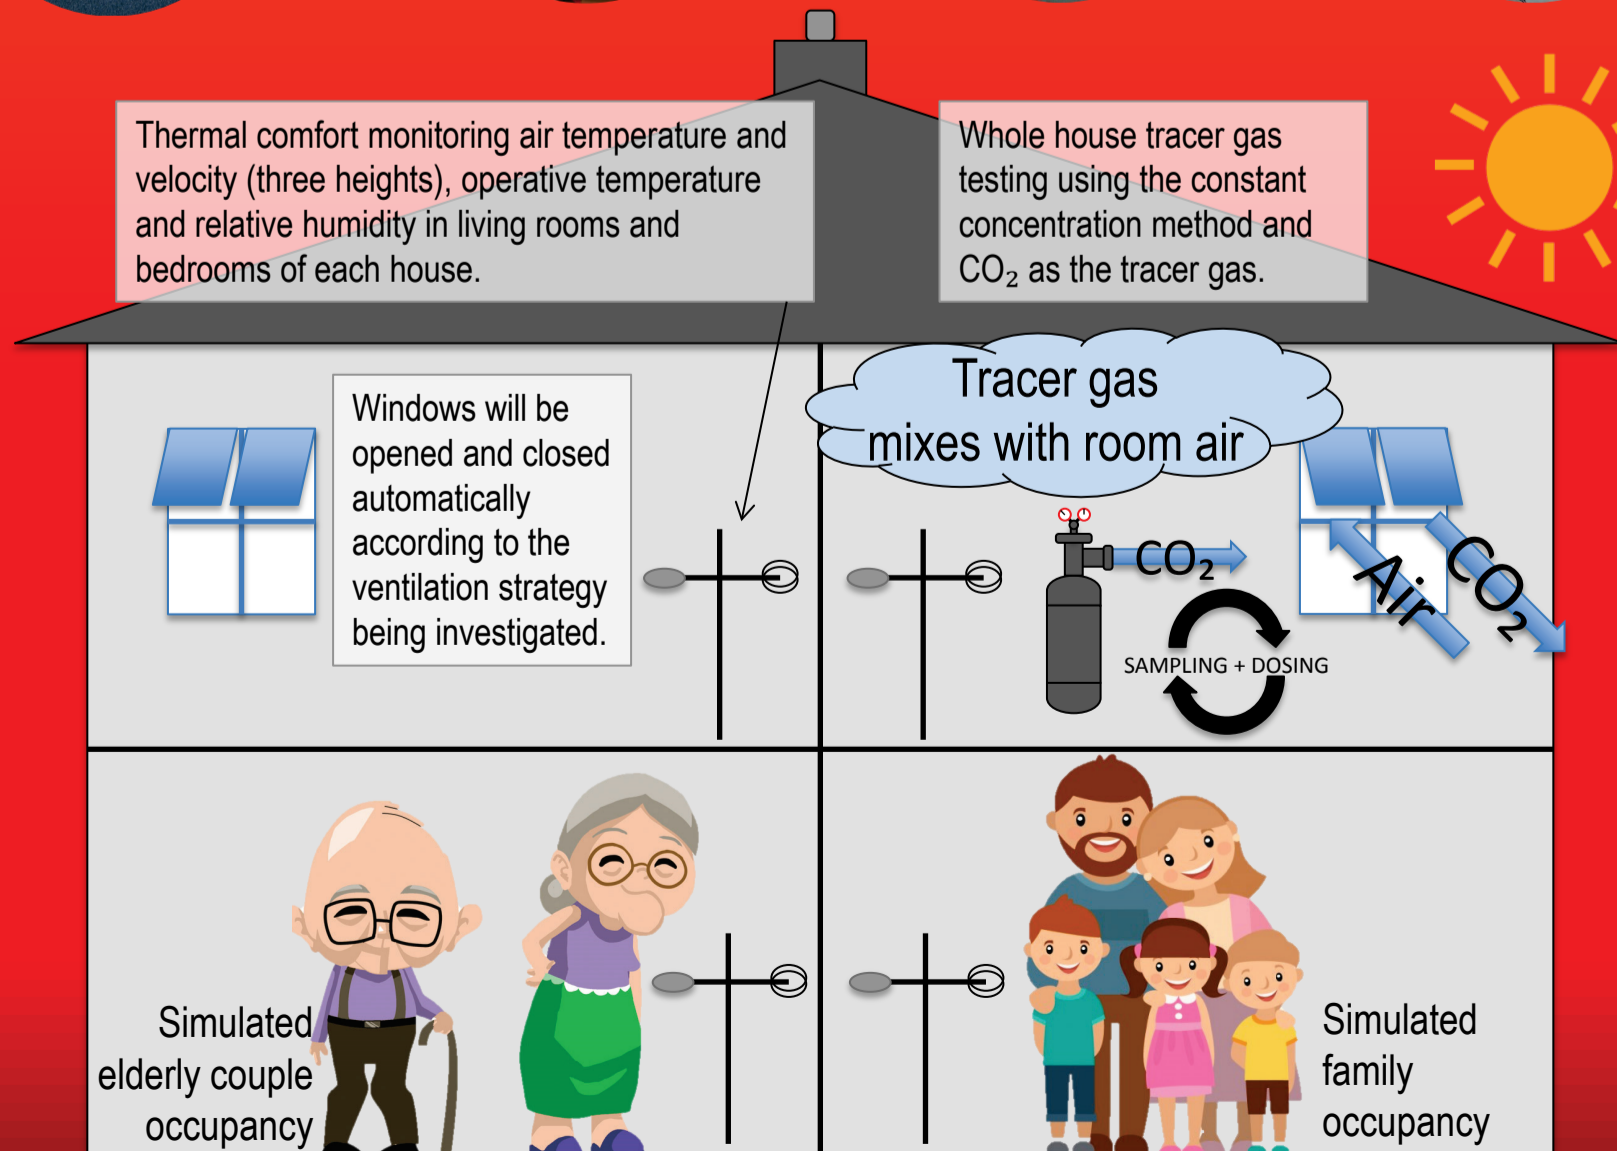 Thermal comfort monitoring air temperature and
velocity (three heights), operative temperature
and relative humidity in living rooms and
bedrooms of each house.
Whole house tracer gas
testing using the constant
concentration method and
CO₂ as the tracer gas.
Windows will be
opened and closed
automatically
according to the
ventilation strategy
being investigated.
Tracer gas
mixes with room air
CO₂
Air
CO₂
SAMPLING + DOSING
Simulated
elderly couple
occupancy
Simulated
family
occupancy